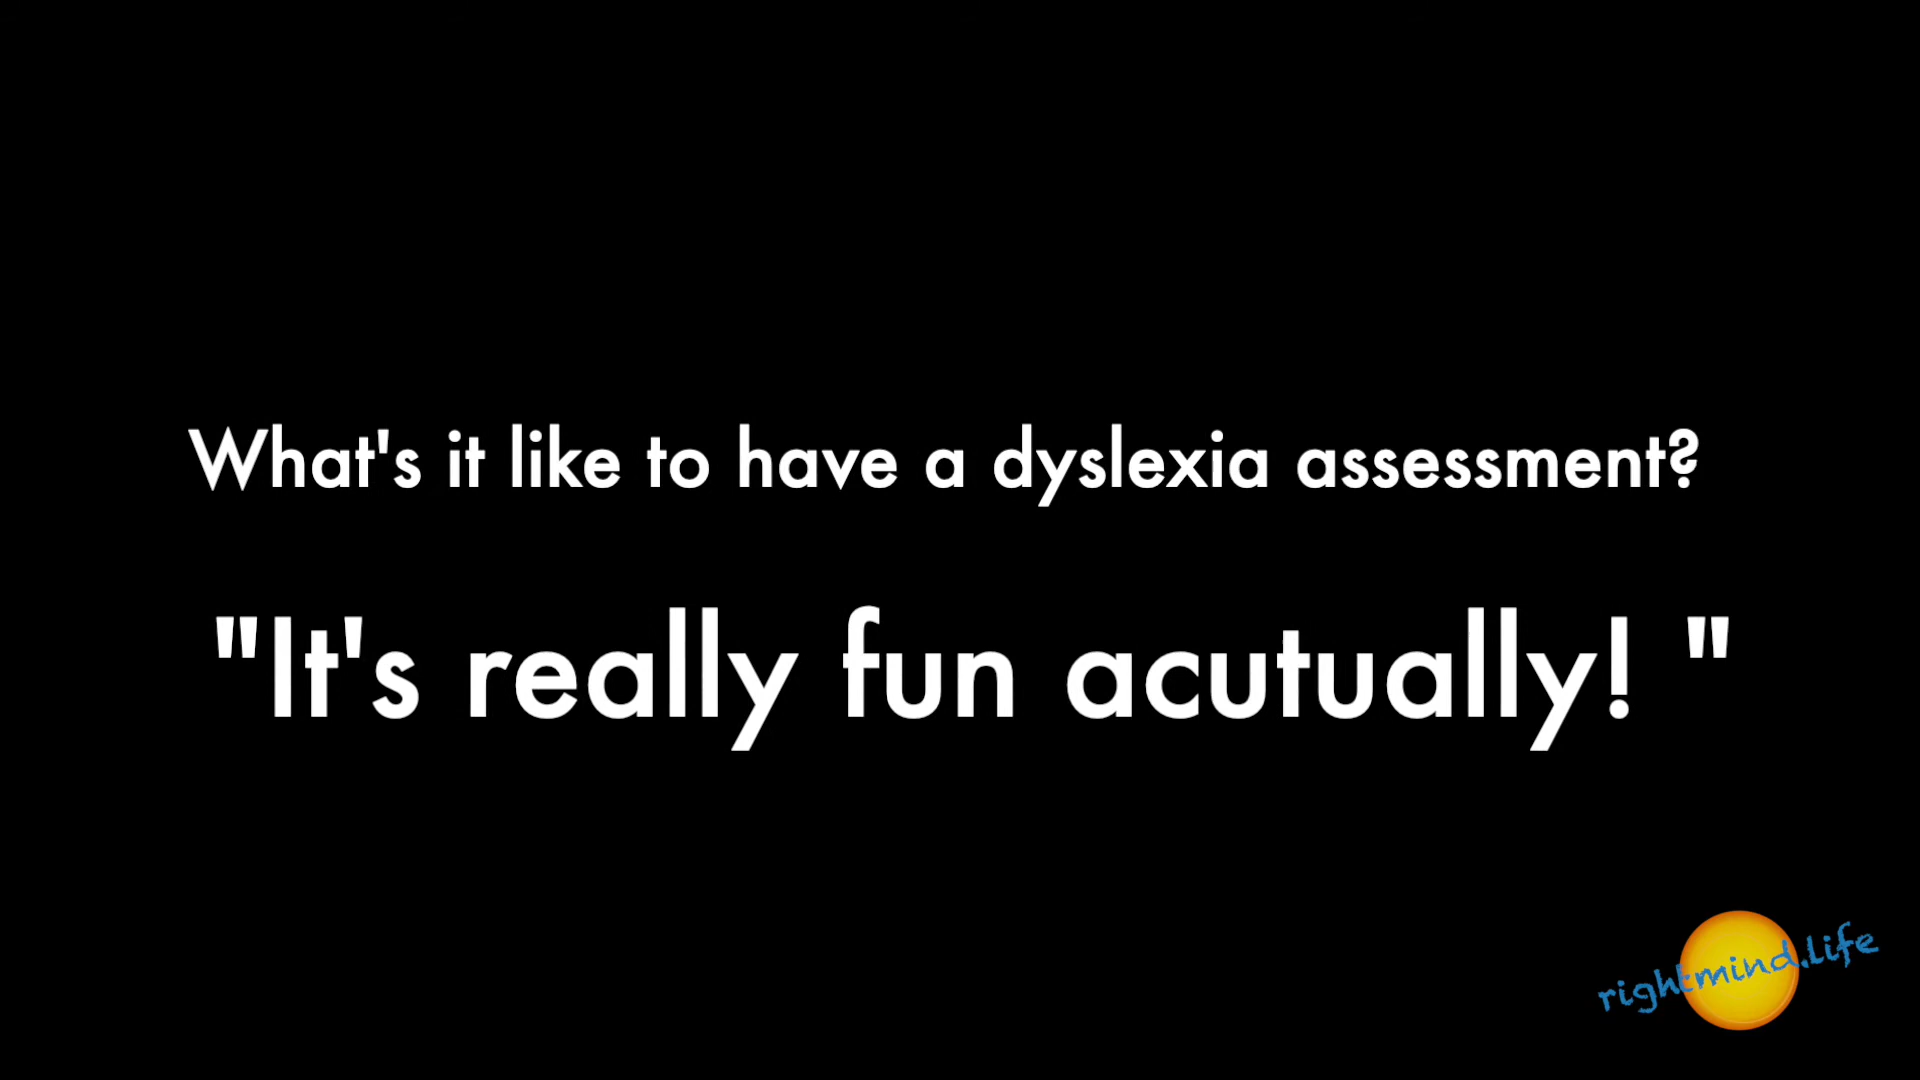 What's it like to have a dyslexia assessment?
"It's really fun acutually! "
rightmind.life